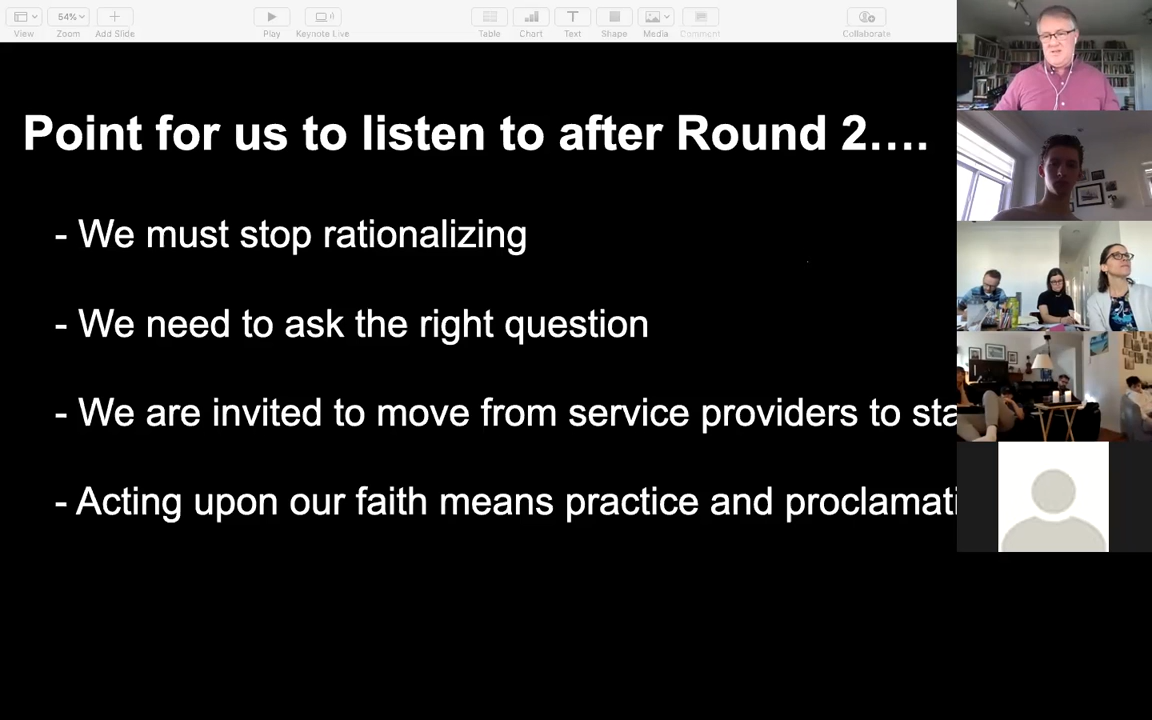 54%
View
Zoom
Add Slide
Play
Keynote Live
Table
Chart
Text
Shape
Media
Comment
Collaborate
Point for us to listen to after Round 2....
- We must stop rationalizing
- We need to ask the right question
- We are invited to move from service providers to
- Acting upon our faith means practice and